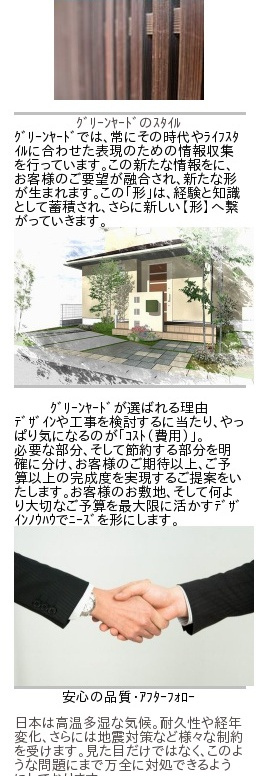 ｸﾞﾘｰﾝﾔｰﾄﾞのｽﾀｲﾙ
ｸﾞﾘｰﾝﾔｰﾄﾞでは、常にその時代やﾗｲﾌｽﾀ
ｲﾙに合わせた表現のための情報収集
を行っています。この新たな情報をに、
お客様のご要望が融合され、新たな形
が生まれます。この「形」は、経験と知識
として蓄積され、さらに新しい【形】へ繋
がっていきます。
ｸﾞﾘｰﾝﾔｰﾄﾞが選ばれる理由
ﾃﾞｻﾞｲﾝや工事を検討するに当たり、やっ
ぱり気になるのが「ｺｽﾄ（費用）」。
必要な部分、そして節約する部分を明
確に分け、お客様のご期待以上、ご予
算以上の完成度を実現するご提案をい
たします。お客様のお敷地、そして何よ
り大切なご予算を最大限に活かすﾃﾞｻﾞ
ｲﾝﾉｳﾊｳでﾆｰｽﾞを形にします。
安心の品質・ｱﾌﾀｰﾌｫﾛｰ
日本は高温多湿な気候。耐久性や経年
変化、さらには地震対策など様々な制約
を受けます。見た目だけではなく、このよ
うな問題にまで万全に対処できるよう